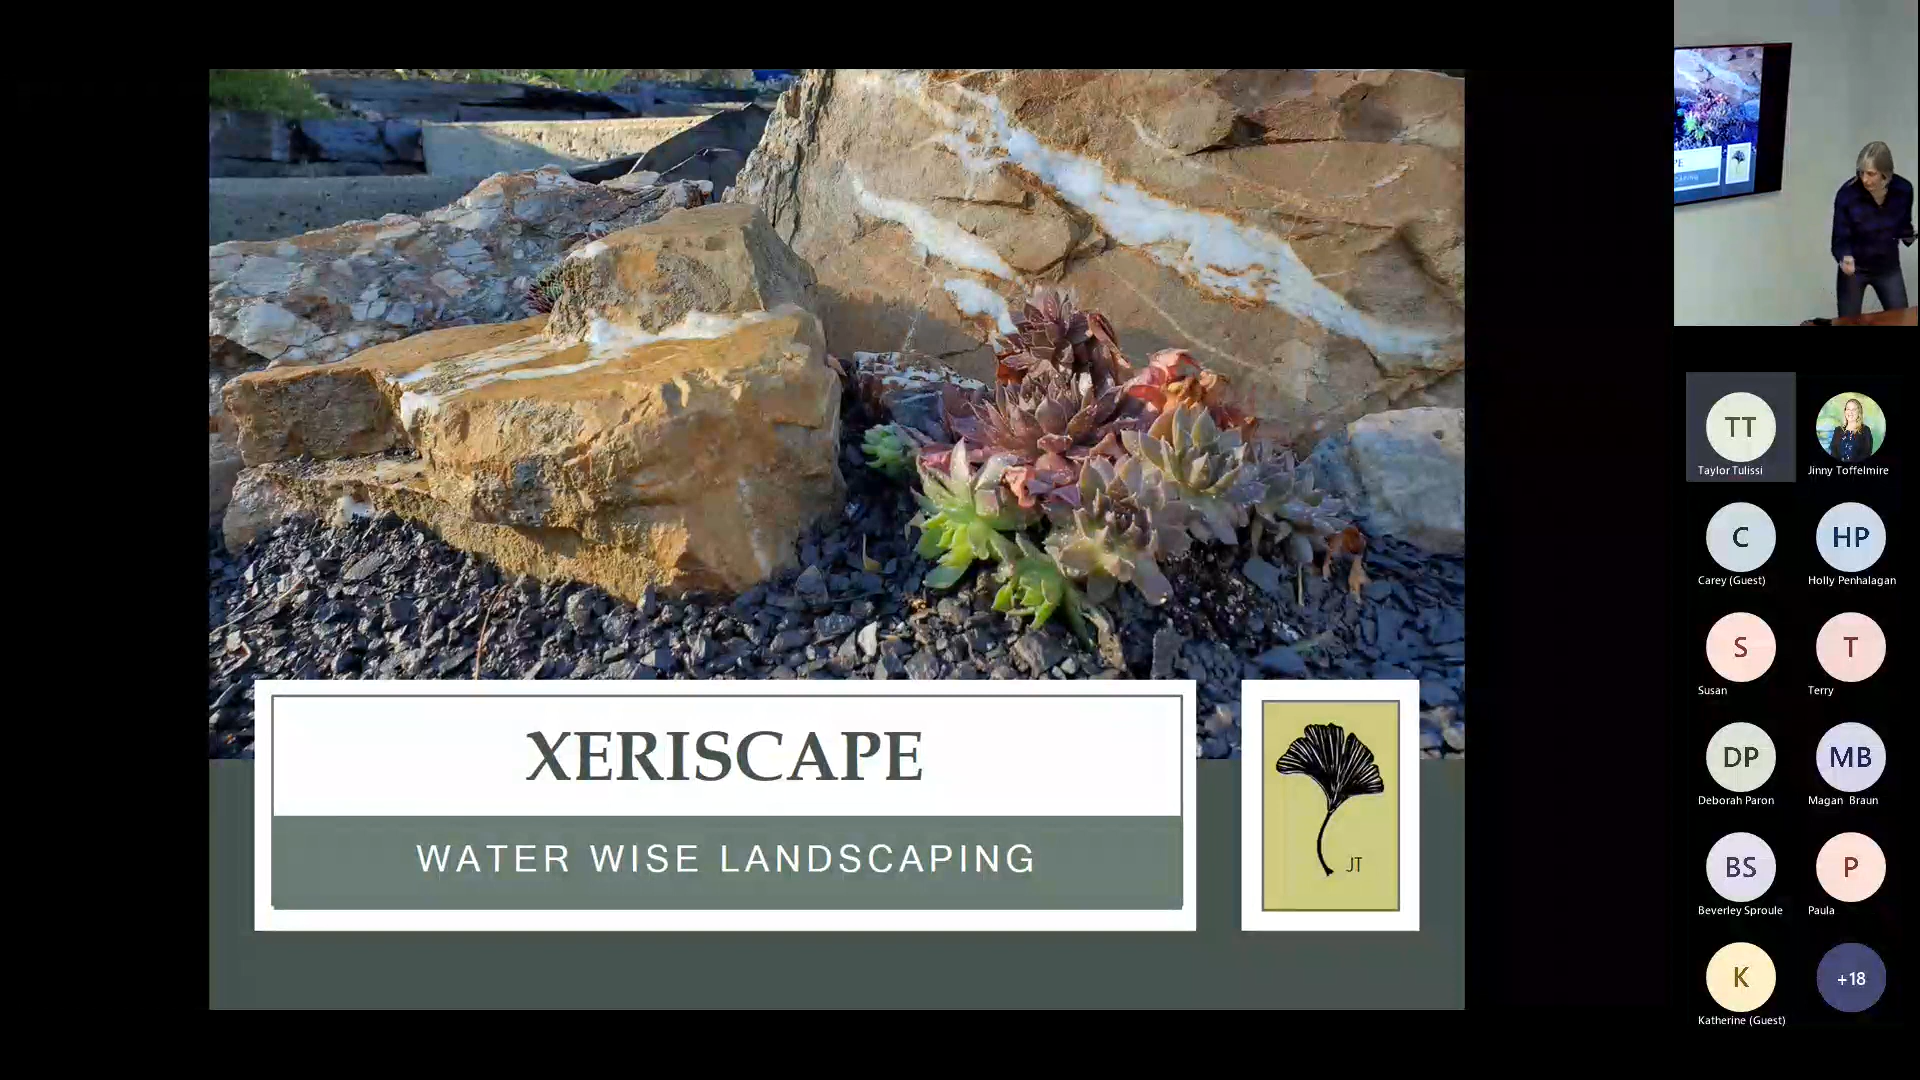 XERISCAPE
WATER WISE LANDSCAPING
JT
TT
Taylor Tulissi
Jinny Toffelmire
C
Carey (Guest)
HP
Holly Penhalagan
S
Susan
T
Terry
DP
Deborah Paron
MB
Magan Braun
BS
Beverley Sproule
P
Paula
K
Katherine (Guest)
+18